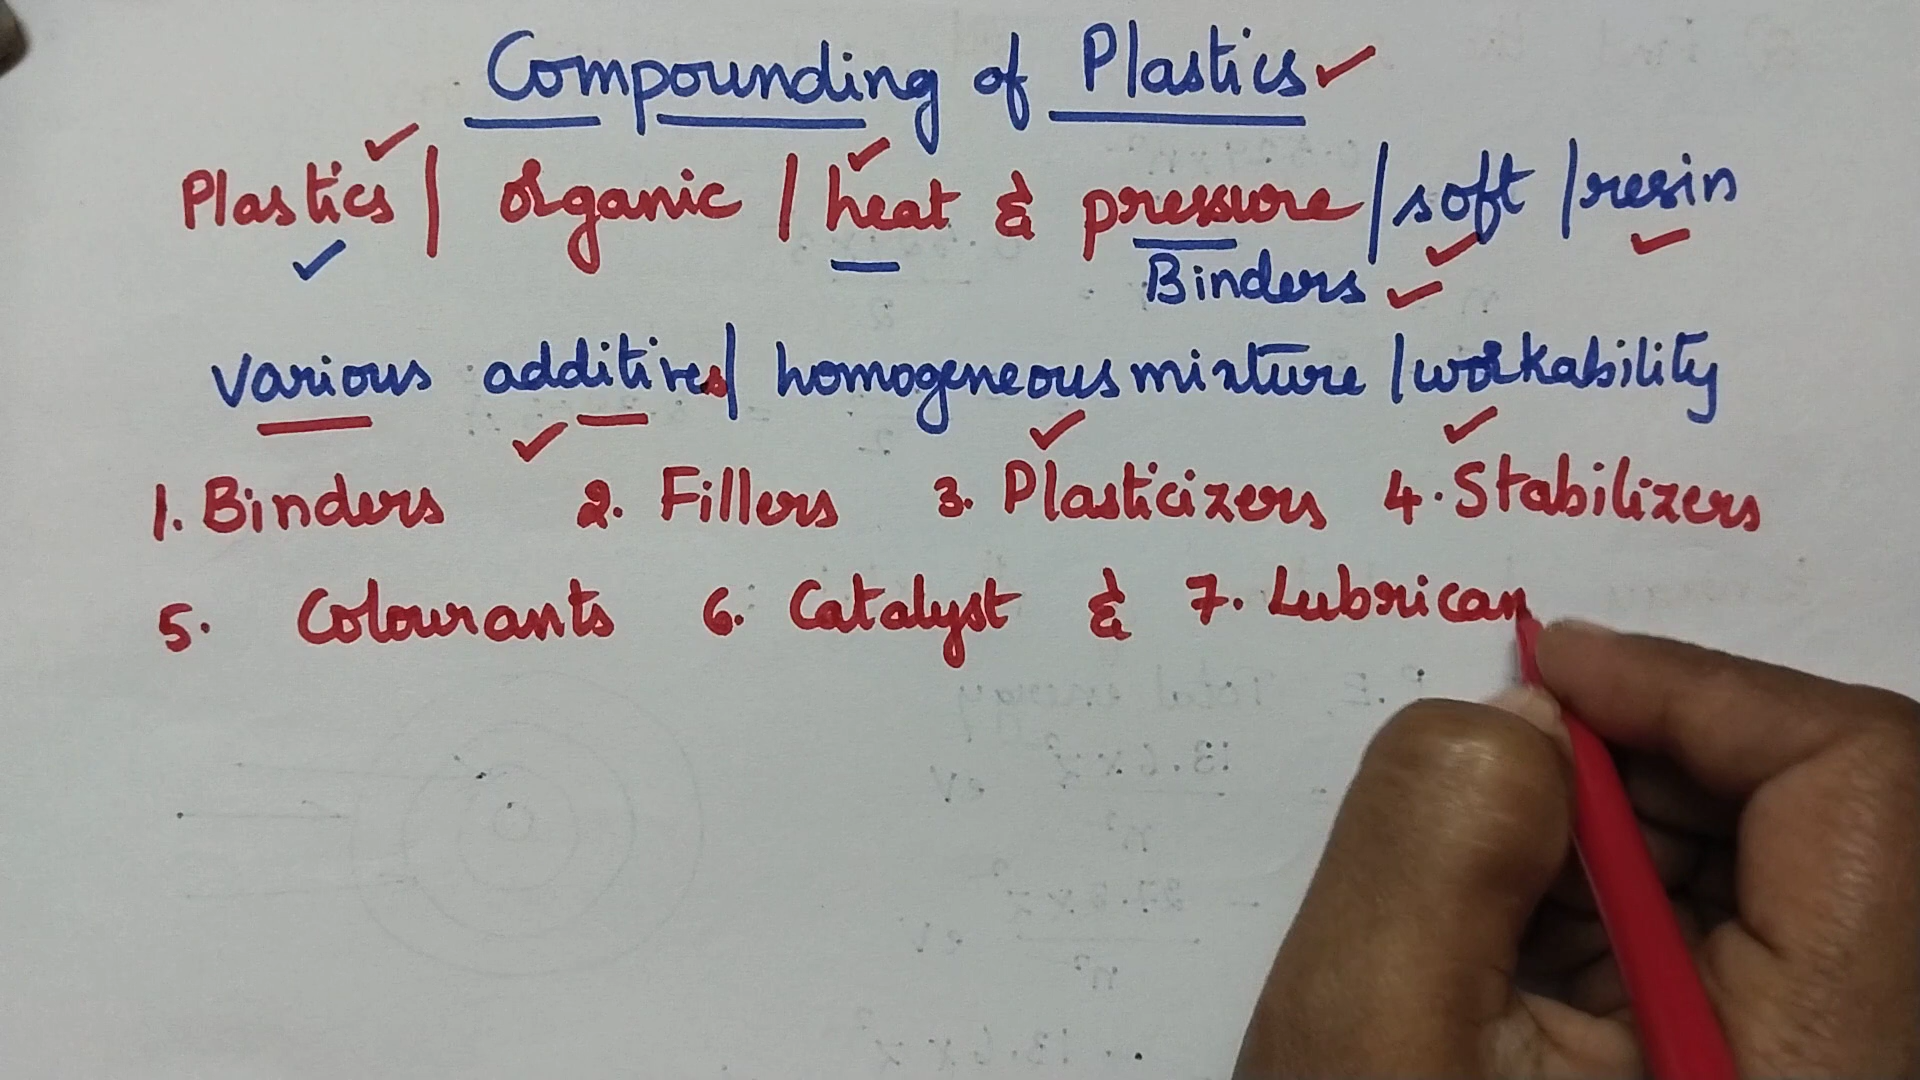 Compounding of Plastics
Plastics / organic / heat & pressure / soft / resin
Binders
various additives / homogeneous mixture / workability
1. Binders 2. Fillers 3. Plasticizers 4. Stabilizers
5. Colourants 6. Catalyst & 7. Lubrican